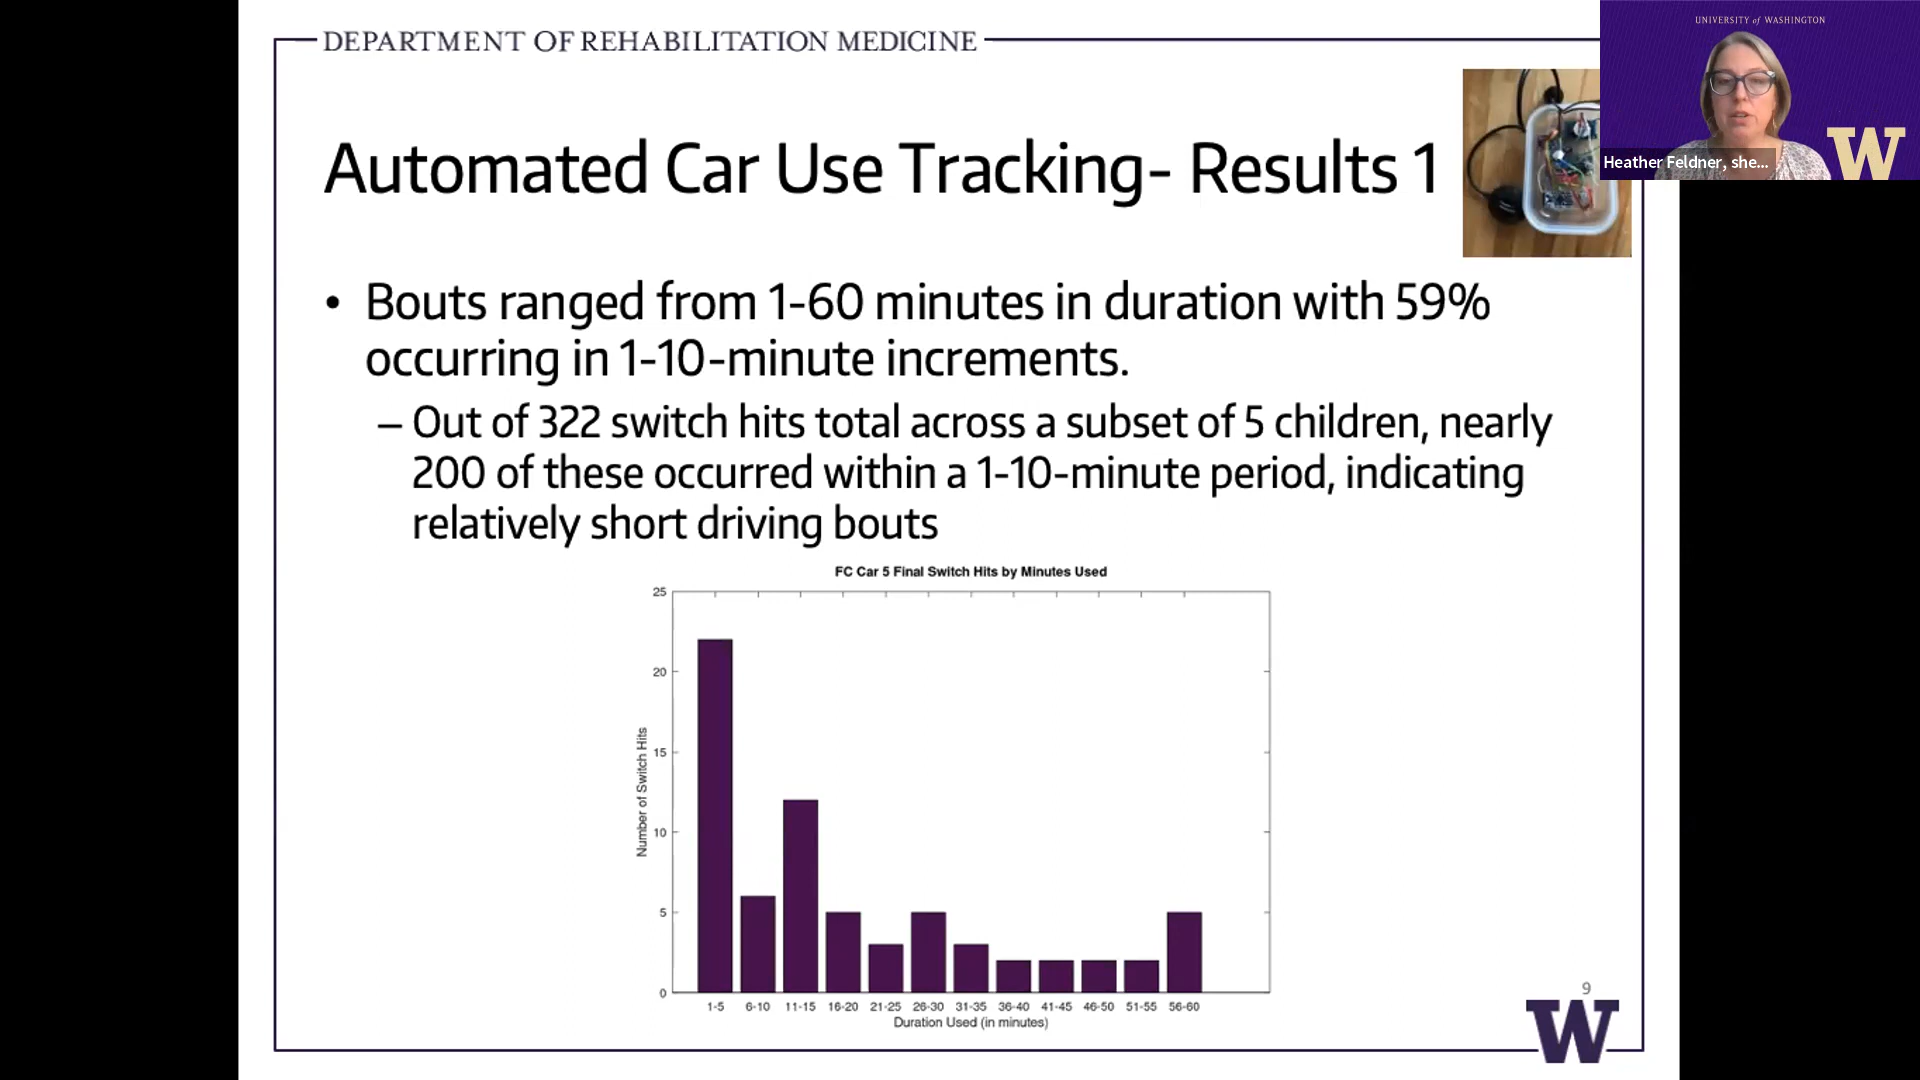 DEPARTMENT OF REHABILITATION MEDICINE
UNIVERSITY of WASHINGTON
W
Heather Feldner, she...
Automated Car Use Tracking- Results 1
• Bouts ranged from 1-60 minutes in duration with 59%
occurring in 1-10-minute increments.
– Out of 322 switch hits total across a subset of 5 children, nearly
200 of these occurred within a 1-10-minute period, indicating
relatively short driving bouts
FC Car 5 Final Switch Hits by Minutes Used
25
20
15
10
5
0
Number of Switch Hits
1-5 6-10 11-15 16-20 21-25 26-30 31-35 36-40 41-45 46-50 51-55 56-60
Duration Used (in minutes)
9
W